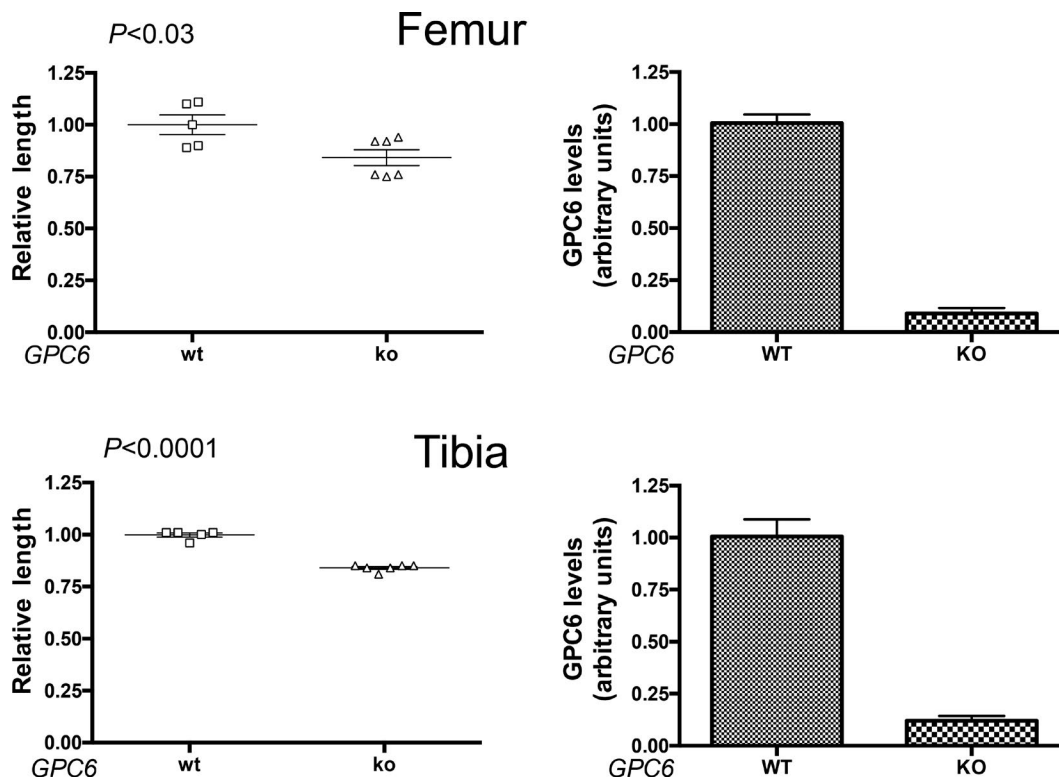 Femur
P<0.03
Relative length
1.25
1.00
0.75
0.50
0.25
0.00
GPC6 wt ko
GPC6 levels
(arbitrary units)
1.25
1.00
0.75
0.50
0.25
0.00
GPC6 WT KO
Tibia
P<0.0001
Relative length
1.25
1.00
0.75
0.50
0.25
0.00
GPC6 wt ko
GPC6 levels
(arbitrary units)
1.25
1.00
0.75
0.50
0.25
0.00
GPC6 WT KO